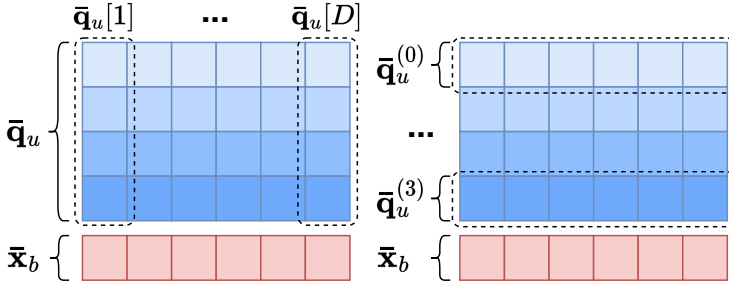 q̄_u[1] ... q̄_u[D]
q̄_u
x̄_b
q̄_u^(0)
...
q̄_u^(3)
x̄_b